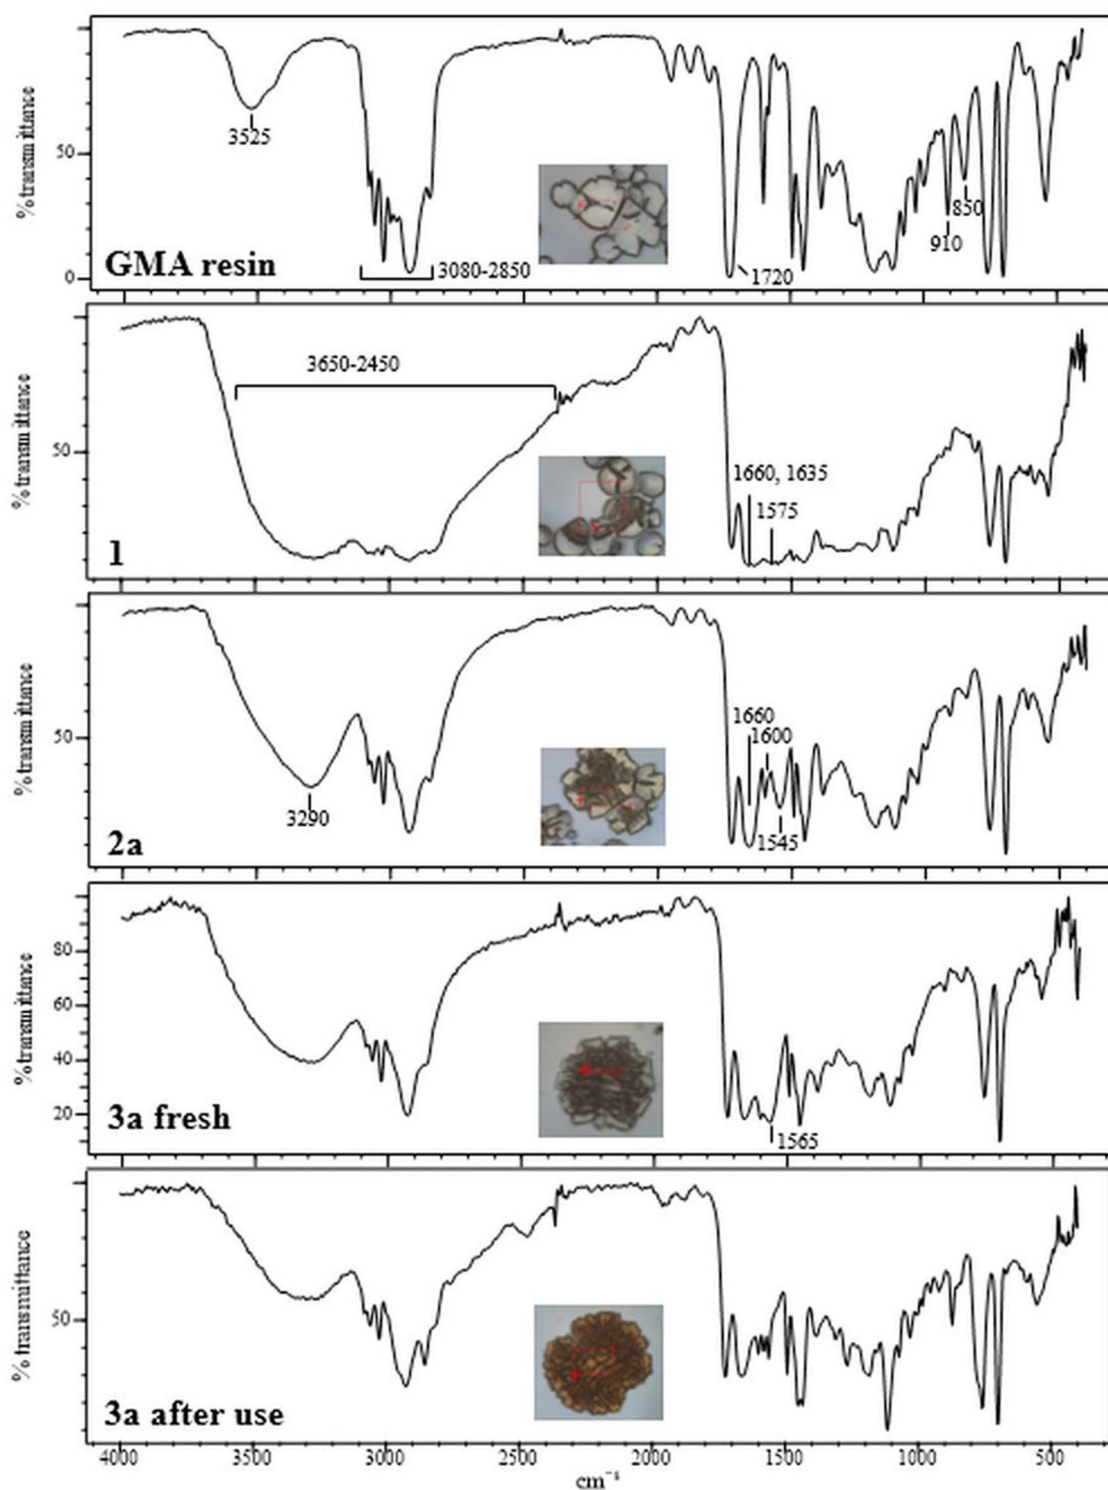 % transmittance
50
0
3525
3080-2850
1720
910
850
GMA resin
% transmittance
50
3650-2450
1660, 1635
1575
1
% transmittance
50
3290
1660
1600
1545
2a
% transmittance
80
60
40
20
1565
3a fresh
% transmittance
50
3a after use
4000 3500 3000 2500 2000 1500 1000 500
cm⁻¹